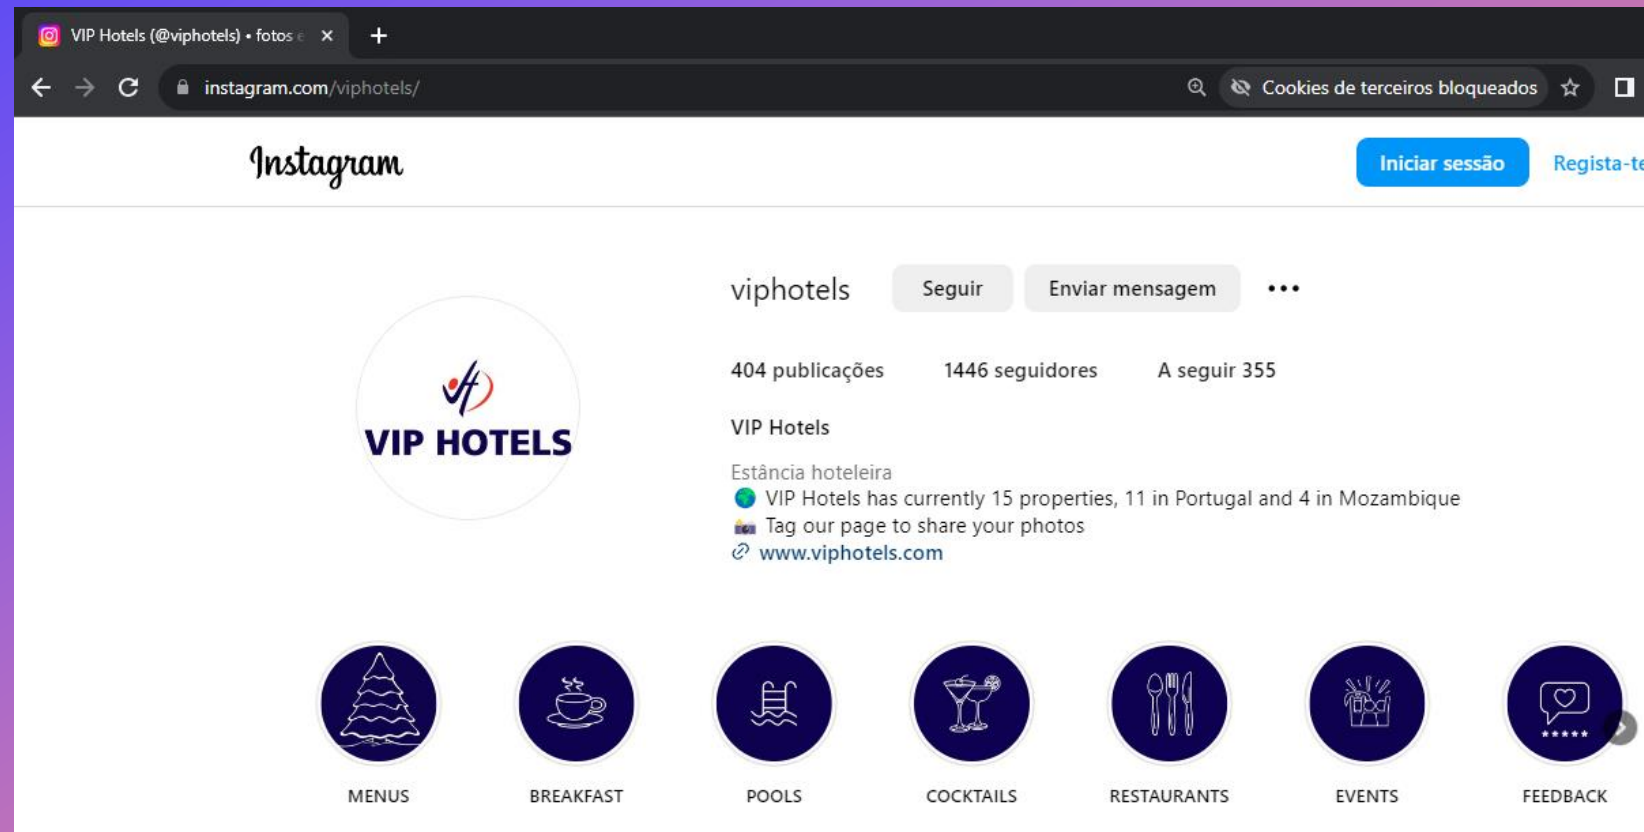 VIP Hotels (@viphotels) • fotos e
instagram.com/viphotels/
Cookies de terceiros bloqueados
Instagram
Iniciar sessão
Regista-te
viphotels
Seguir
Enviar mensagem
404 publicações
1446 seguidores
A seguir 355
VIP HOTELS
VIP Hotels
Estância hoteleira
🌍 VIP Hotels has currently 15 properties, 11 in Portugal and 4 in Mozambique
📸 Tag our page to share your photos
www.viphotels.com
MENUS
BREAKFAST
POOLS
COCKTAILS
RESTAURANTS
EVENTS
FEEDBACK